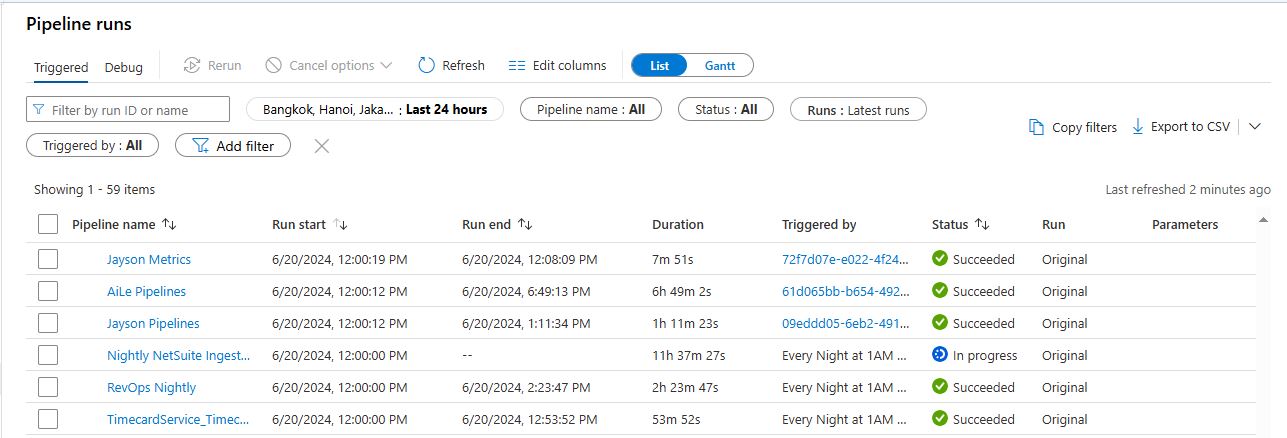 Pipeline runs
Triggered Debug Rerun Cancel options Refresh Edit columns List Gantt
Filter by run ID or name Bangkok, Hanoi, Jaka... : Last 24 hours Pipeline name : All Status : All Runs : Latest runs
Copy filters Export to CSV
Triggered by : All Add filter
Showing 1 - 59 items Last refreshed 2 minutes ago
Pipeline name Run start Run end Duration Triggered by Status Run Parameters
Jayson Metrics 6/20/2024, 12:00:19 PM 6/20/2024, 12:08:09 PM 7m 51s 72f7d07e-e022-4f24... Succeeded Original
AiLe Pipelines 6/20/2024, 12:00:12 PM 6/20/2024, 6:49:13 PM 6h 49m 2s 61d065bb-b654-492... Succeeded Original
Jayson Pipelines 6/20/2024, 12:00:12 PM 6/20/2024, 1:11:34 PM 1h 11m 23s 09eddd05-6eb2-491... Succeeded Original
Nightly NetSuite Ingest... 6/20/2024, 12:00:00 PM -- 11h 37m 27s Every Night at 1AM ... In progress Original
RevOps Nightly 6/20/2024, 12:00:00 PM 6/20/2024, 2:23:47 PM 2h 23m 47s Every Night at 1AM ... Succeeded Original
TimecardService_Timec... 6/20/2024, 12:00:00 PM 6/20/2024, 12:53:52 PM 53m 52s Every Night at 1AM ... Succeeded Original